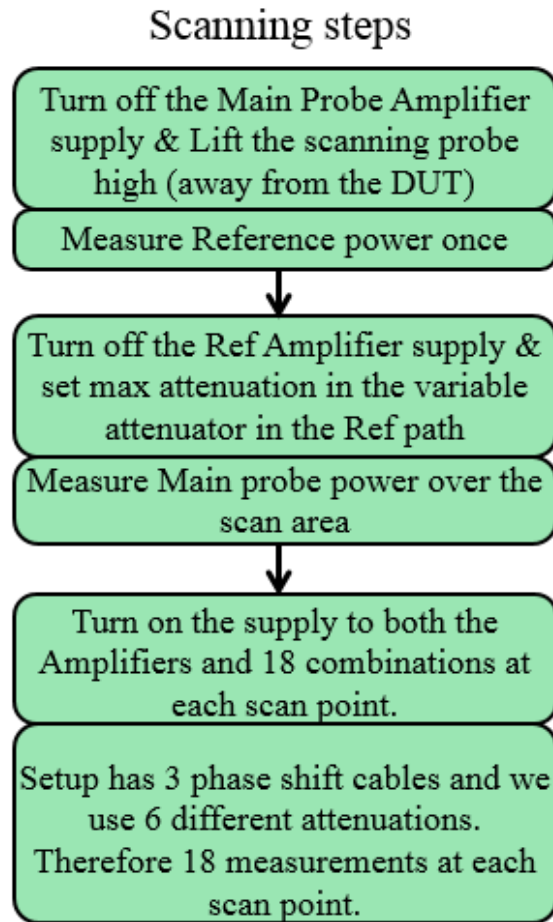 Scanning steps
Turn off the Main Probe Amplifier
supply & Lift the scanning probe
high (away from the DUT)
Measure Reference power once
Turn off the Ref Amplifier supply &
set max attenuation in the variable
attenuator in the Ref path
Measure Main probe power over the
scan area
Turn on the supply to both the
Amplifiers and 18 combinations at
each scan point.
Setup has 3 phase shift cables and we
use 6 different attenuations.
Therefore 18 measurements at each
scan point.